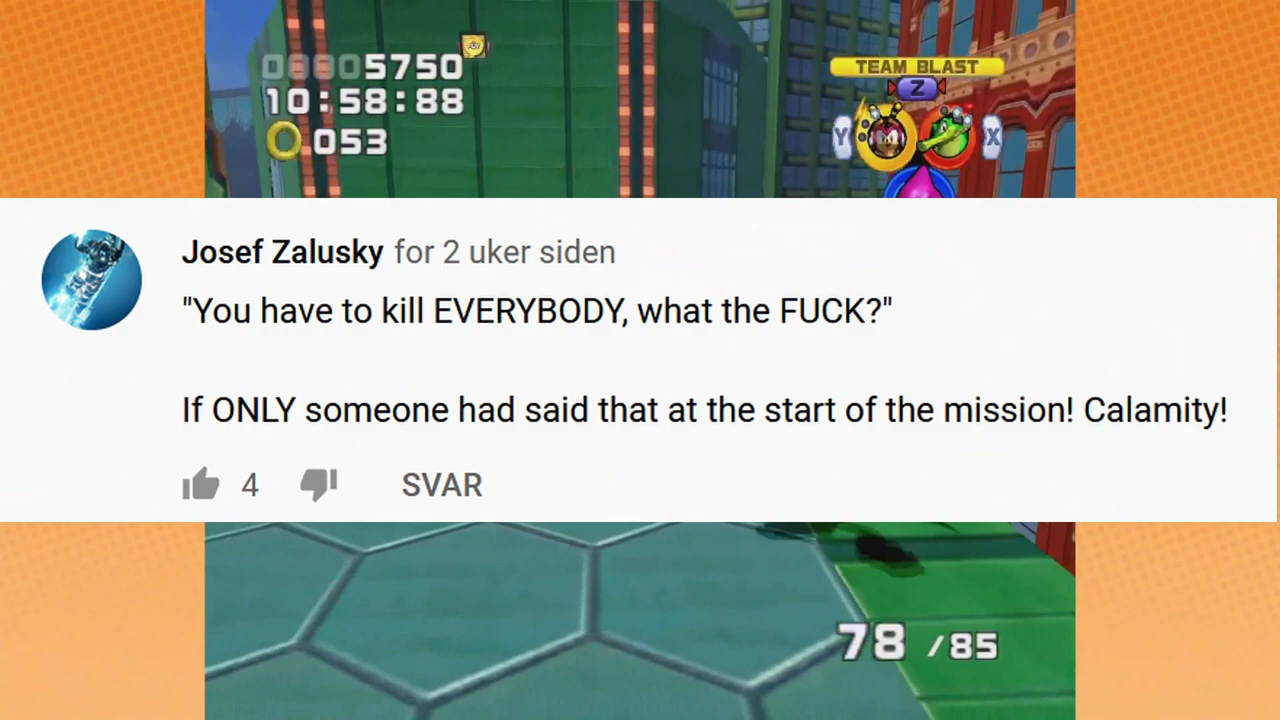 00005750
10:58:88
053
TEAM BLAST
Z
Y
X
Josef Zalusky for 2 uker siden
"You have to kill EVERYBODY, what the FUCK?"
If ONLY someone had said that at the start of the mission! Calamity!
4
SVAR
78 /85